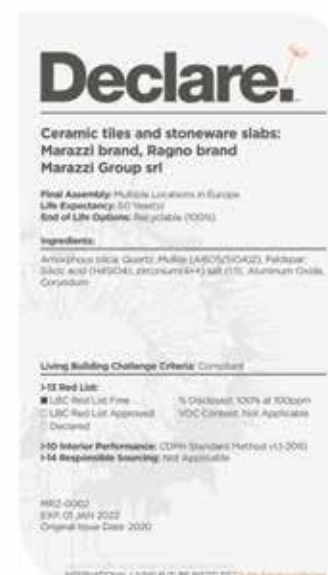 Declare.
Ceramic tiles and stoneware slabs:
Marazzi brand, Ragno brand
Marazzi Group srl
Final Assembly: Multiple Locations in Europe
Life Expectancy: 50 Year(s)
End of Life Options: Recyclable (100%)
Ingredients:
Amorphous silica; Quartz; Mullite Feldspar;
Silicic acid zirconium(4++) salt (1:1); Aluminum Oxide,
Corundum
Living Building Challenge Criteria: Compliant
I-13 Red List:
■ LBC Red List Free % Disclosed: 100% at 100ppm
□ LBC Red List Approved VOC Content: Not Applicable
□ Declared
I-10 Interior Performance: CDPH Standard Method v1.1-2010
I-14 Responsible Sourcing: Not Applicable
MRZ-0002
EXP. 01 JAN 2022
Original Issue Date: 2020